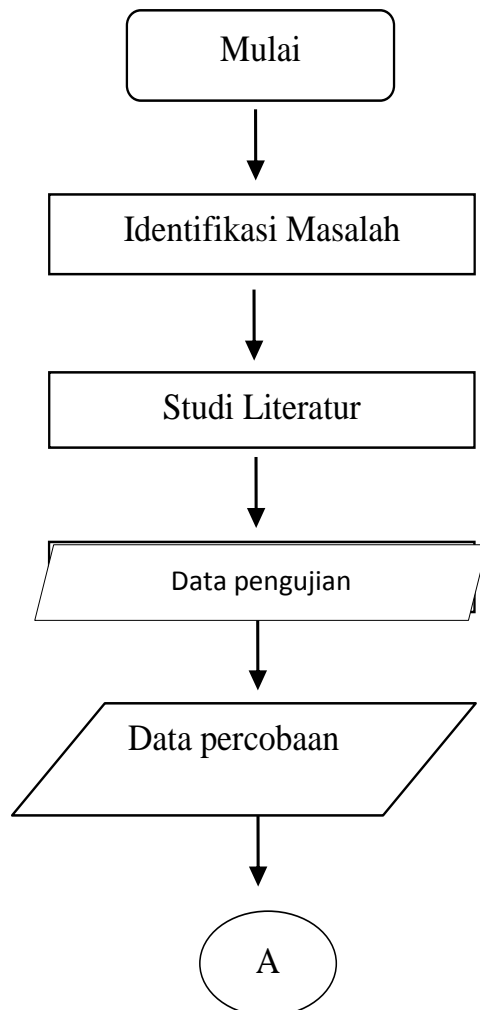 Mulai
Identifikasi Masalah
Studi Literatur
Data pengujian
Data percobaan
A